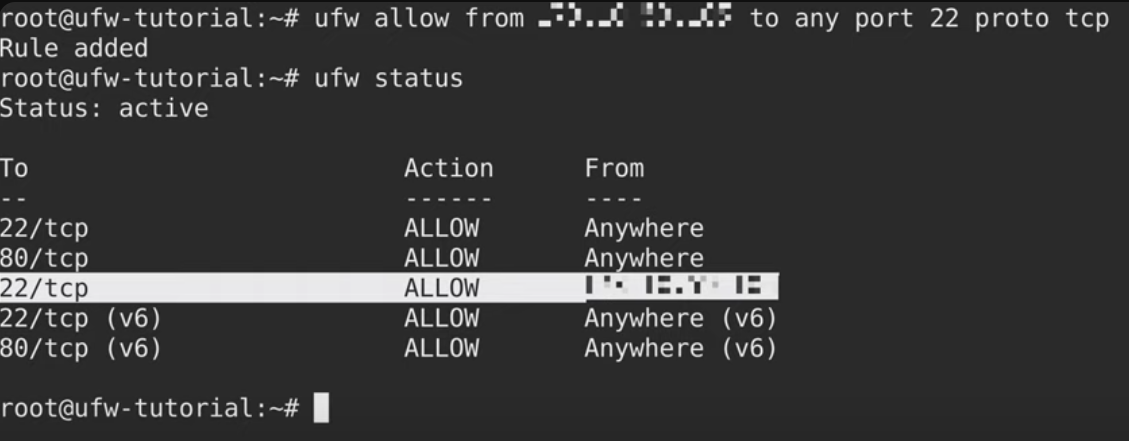 root@ufw-tutorial:~# ufw allow from to any port 22 proto tcp
Rule added
root@ufw-tutorial:~# ufw status
Status: active
To Action From
-- ------ ----
22/tcp ALLOW Anywhere
80/tcp ALLOW Anywhere
22/tcp ALLOW
22/tcp (v6) ALLOW Anywhere (v6)
80/tcp (v6) ALLOW Anywhere (v6)
root@ufw-tutorial:~#